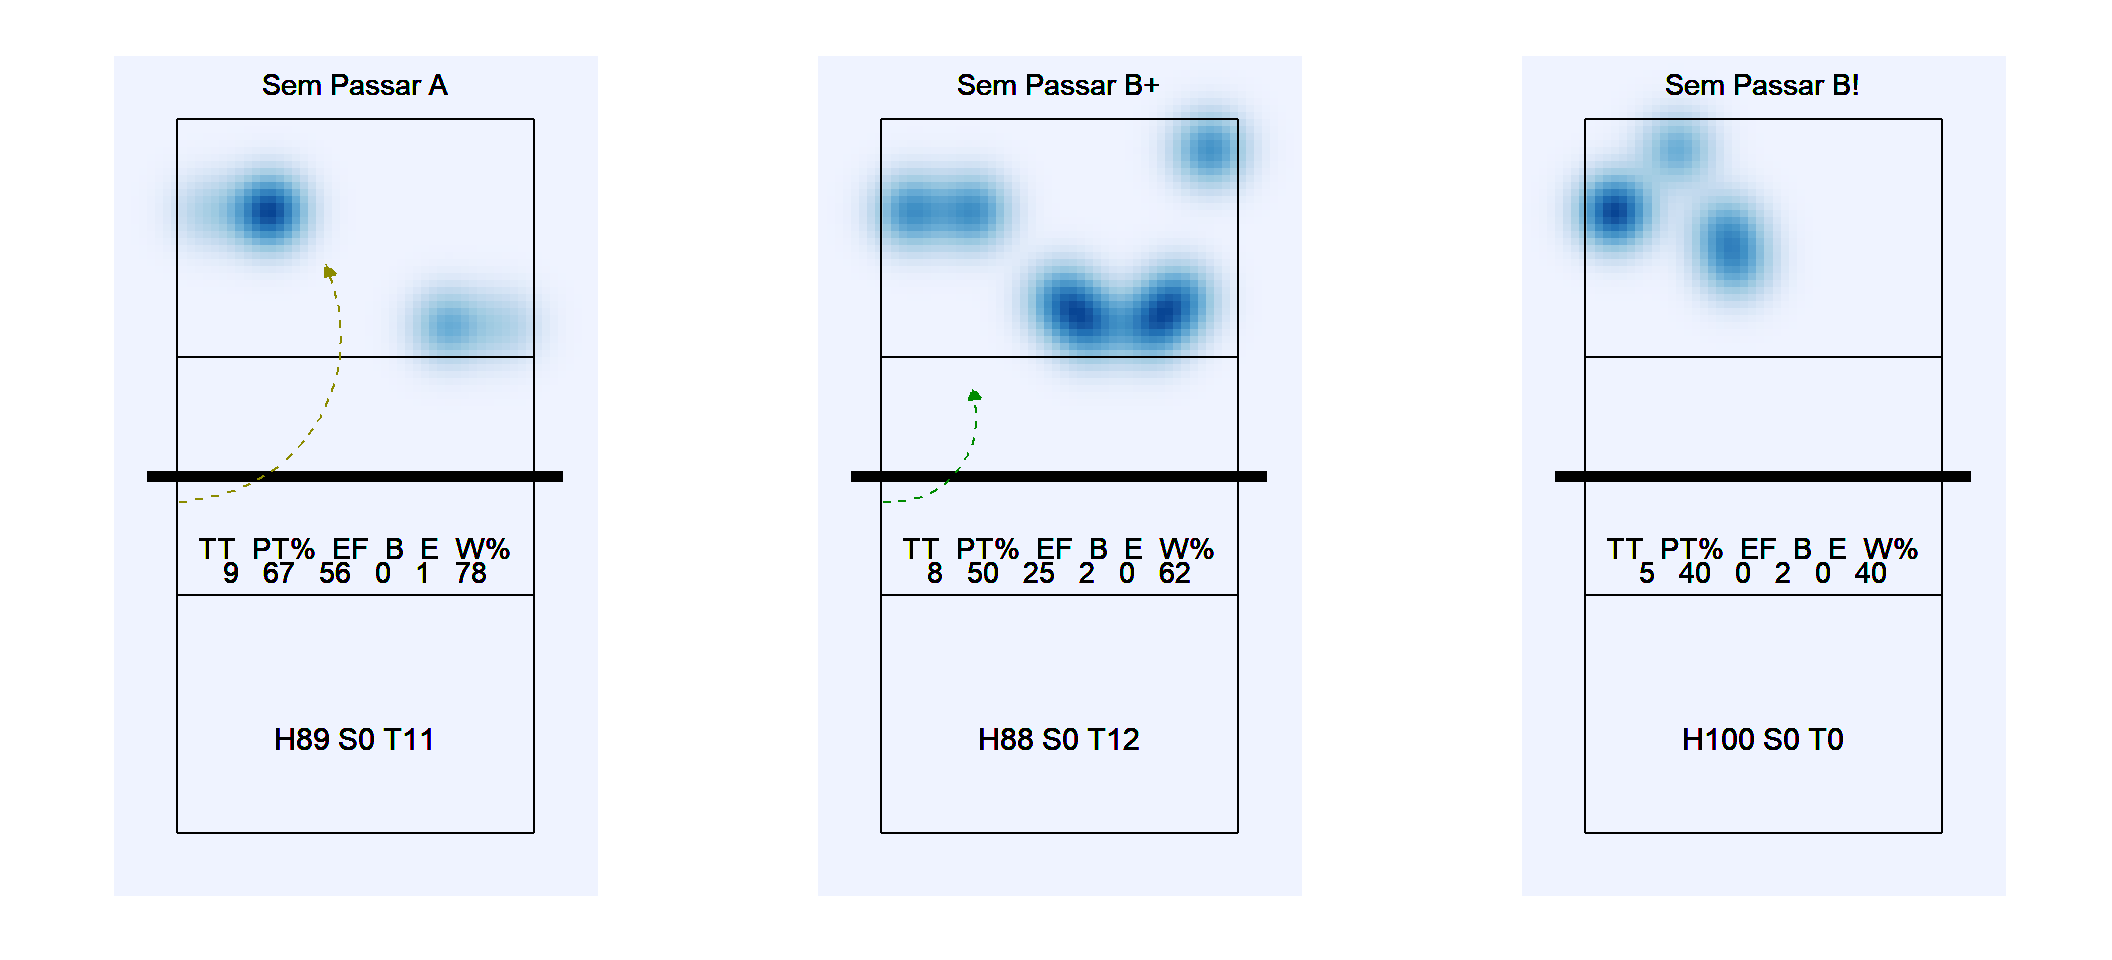 Sem Passar A
TT PT% EF B E W%
9 67 56 0 1 78
H89 S0 T11
Sem Passar B+
TT PT% EF B E W%
8 50 25 2 0 62
H88 S0 T12
Sem Passar B!
TT PT% EF B E W%
5 40 0 2 0 40
H100 S0 T0